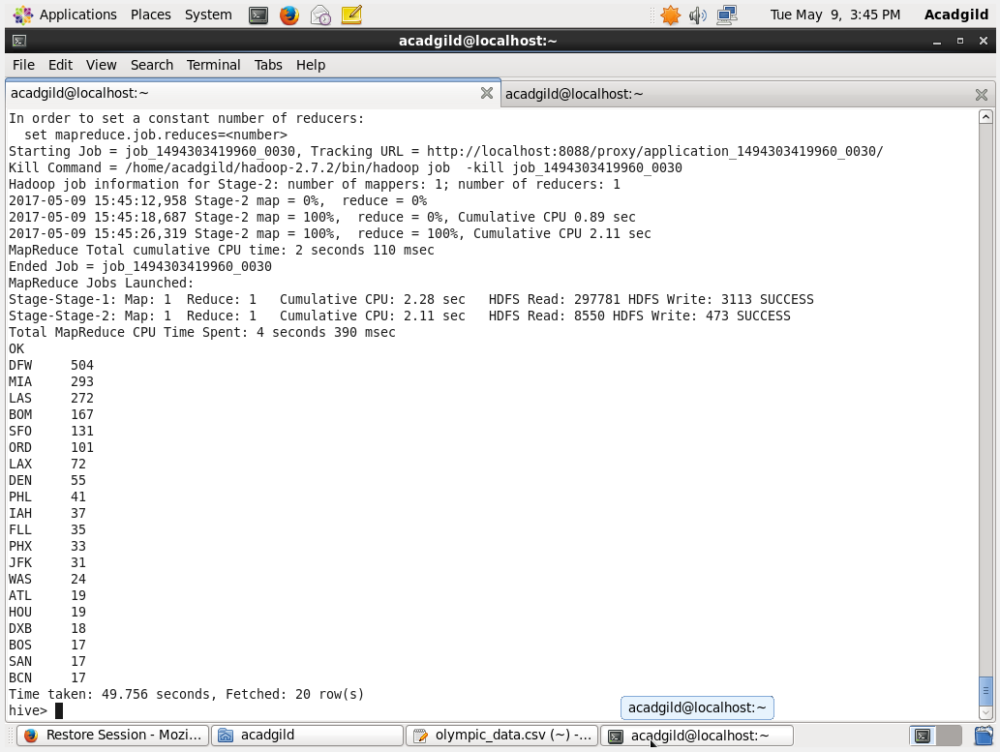 Applications Places System Tue May 9, 3:45 PM Acadgild
acadgild@localhost:~
File Edit View Search Terminal Tabs Help
acadgild@localhost:~ acadgild@localhost:~
In order to set a constant number of reducers:
  set mapreduce.job.reduces=<number>
Starting Job = job_1494303419960_0030, Tracking URL = http://localhost:8088/proxy/application_1494303419960_0030/
Kill Command = /home/acadgild/hadoop-2.7.2/bin/hadoop job  -kill job_1494303419960_0030
Hadoop job information for Stage-2: number of mappers: 1; number of reducers: 1
2017-05-09 15:45:12,958 Stage-2 map = 0%,  reduce = 0%
2017-05-09 15:45:18,687 Stage-2 map = 100%,  reduce = 0%, Cumulative CPU 0.89 sec
2017-05-09 15:45:26,319 Stage-2 map = 100%,  reduce = 100%, Cumulative CPU 2.11 sec
MapReduce Total cumulative CPU time: 2 seconds 110 msec
Ended Job = job_1494303419960_0030
MapReduce Jobs Launched:
Stage-Stage-1: Map: 1  Reduce: 1   Cumulative CPU: 2.28 sec   HDFS Read: 297781 HDFS Write: 3113 SUCCESS
Stage-Stage-2: Map: 1  Reduce: 1   Cumulative CPU: 2.11 sec   HDFS Read: 8550 HDFS Write: 473 SUCCESS
Total MapReduce CPU Time Spent: 4 seconds 390 msec
OK
DFW     504
MIA     293
LAS     272
BOM     167
SFO     131
ORD     101
LAX     72
DEN     55
PHL     41
IAH     37
FLL     35
PHX     33
JFK     31
WAS     24
ATL     19
HOU     19
DXB     18
BOS     17
SAN     17
BCN     17
Time taken: 49.756 seconds, Fetched: 20 row(s)
hive>
acadgild@localhost:~
Restore Session - Mozi... acadgild olympic_data.csv (~) -... acadgild@localhost:~